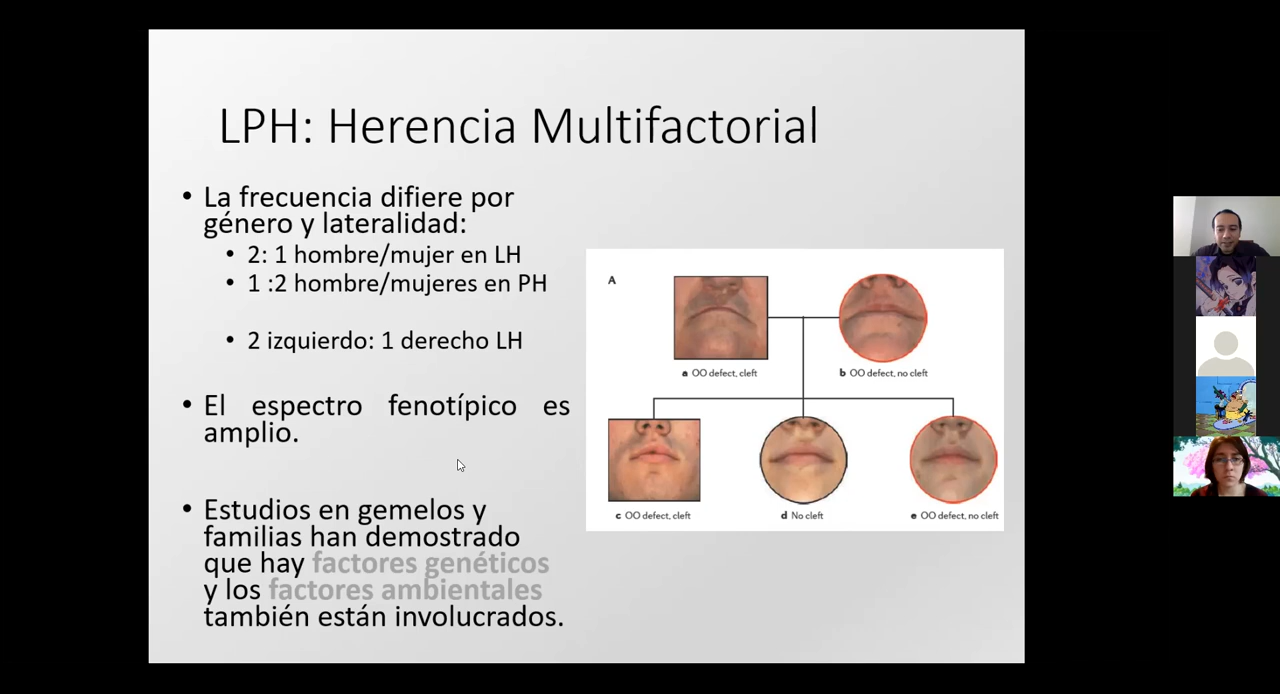 LPH: Herencia Multifactorial
• La frecuencia difiere por
género y lateralidad:
• 2: 1 hombre/mujer en LH
• 1 :2 hombre/mujeres en PH
• 2 izquierdo: 1 derecho LH
• El espectro fenotípico es
amplio.
• Estudios en gemelos y
familias han demostrado
que hay factores genéticos
y los factores ambientales
también están involucrados.
A
a OO defect, cleft
b OO defect, no cleft
c OO defect, cleft
d No cleft
e OO defect, no cleft